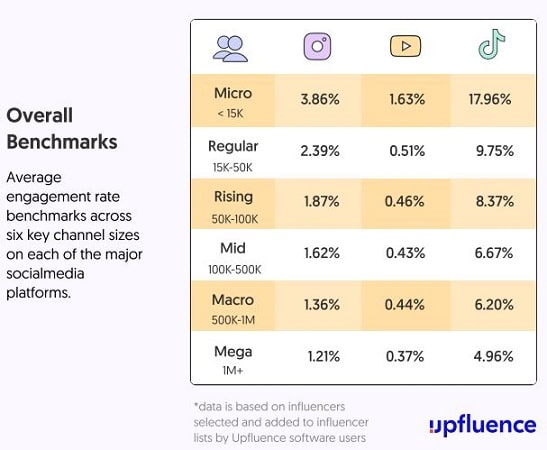 Overall
Benchmarks
Average
engagement rate
benchmarks across
six key channel sizes
on each of the major
socialmedia
platforms.
Micro
< 15K
3.86%
1.63%
17.96%
Regular
15K-50K
2.39%
0.51%
9.75%
Rising
50K-100K
1.87%
0.46%
8.37%
Mid
100K-500K
1.62%
0.43%
6.67%
Macro
500K-1M
1.36%
0.44%
6.20%
Mega
1M+
1.21%
0.37%
4.96%
*data is based on influencers
selected and added to influencer
lists by Upfluence software users
upfluence